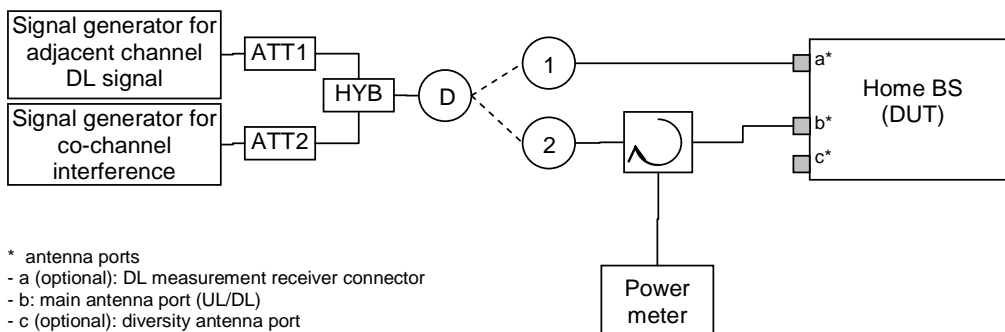 Signal generator for
adjacent channel
DL signal
ATT1
HYB
D
1
2
Signal generator for
co-channel
interference
ATT2
a*
b*
c*
Home BS
(DUT)
Power
meter
* antenna ports
- a (optional): DL measurement receiver connector
- b: main antenna port (UL/DL)
- c (optional): diversity antenna port